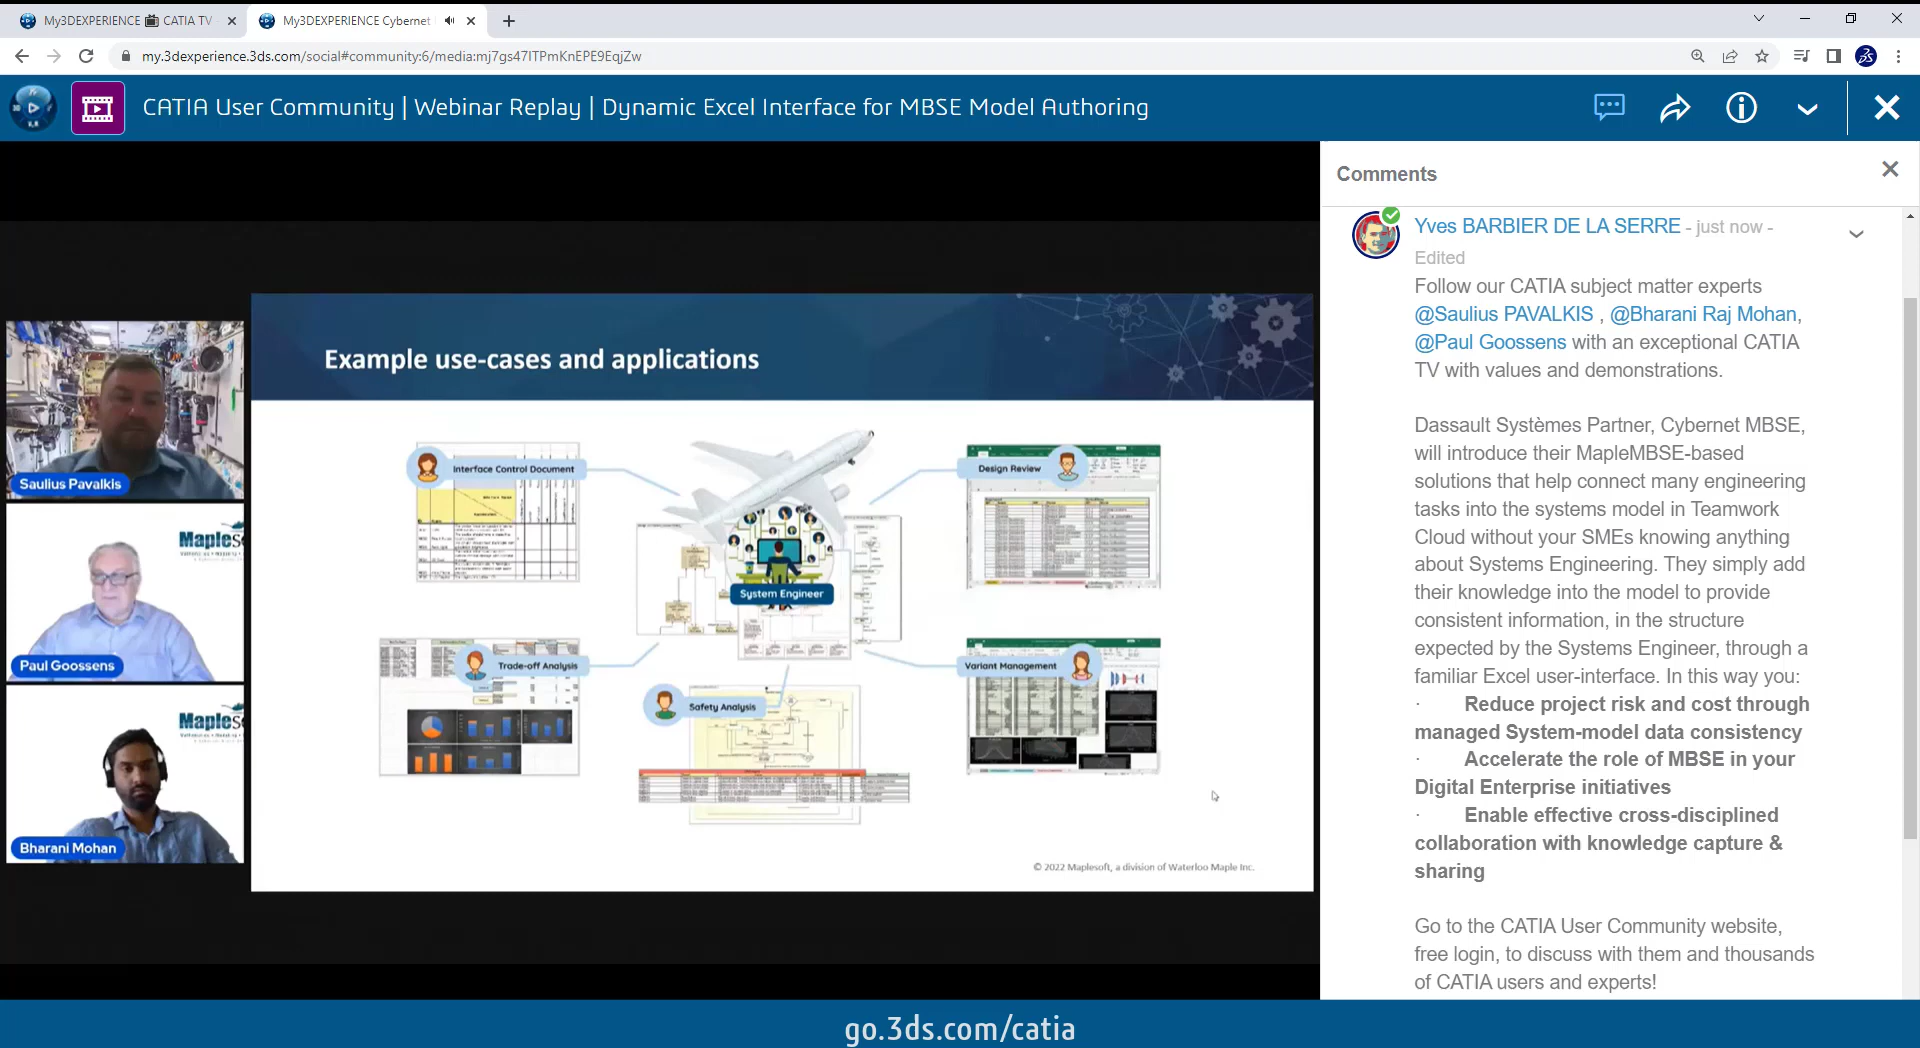 My3DEXPERIENCE CATIA TV
My3DEXPERIENCE Cybernet
my.3dexperience.3ds.com/social#community:6/media:mj7gs47ITPmKnEPE9EqjZw
CATIA User Community | Webinar Replay | Dynamic Excel Interface for MBSE Model Authoring
Example use-cases and applications
Interface Control Document
Design Review
System Engineer
Trade-off Analysis
Safety Analysis
Variant Management
© 2022 Maplesoft, a division of Waterloo Maple Inc.
Saulius Pavalkis
Paul Goossens
Bharani Mohan
Comments
Yves BARBIER DE LA SERRE - just now -
Edited
Follow our CATIA subject matter experts
@Saulius PAVALKIS , @Bharani Raj Mohan,
@Paul Goossens with an exceptional CATIA
TV with values and demonstrations.
Dassault Systèmes Partner, Cybernet MBSE,
will introduce their MapleMBSE-based
solutions that help connect many engineering
tasks into the systems model in Teamwork
Cloud without your SMEs knowing anything
about Systems Engineering. They simply add
their knowledge into the model to provide
consistent information, in the structure
expected by the Systems Engineer, through a
familiar Excel user-interface. In this way you:
· Reduce project risk and cost through
managed System-model data consistency
· Accelerate the role of MBSE in your
Digital Enterprise initiatives
· Enable effective cross-disciplined
collaboration with knowledge capture &
sharing
Go to the CATIA User Community website,
free login, to discuss with them and thousands
of CATIA users and experts!
go.3ds.com/catia